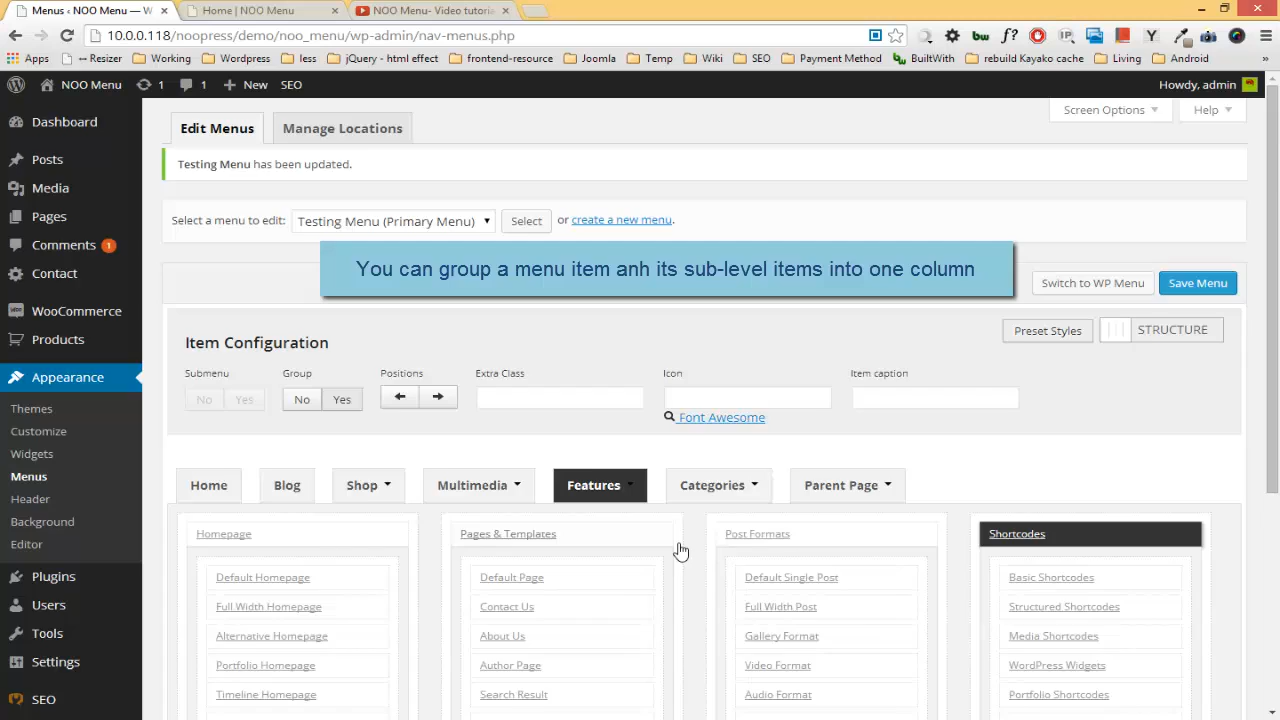 Menus ‹ NOO Menu — W
Home | NOO Menu
NOO Menu- Video tutorie
10.0.0.118/noopress/demo/noo_menu/wp-admin/nav-menus.php
Apps
-- Resizer
Working
Wordpress
less
jQuery - html effect
frontend-resource
Joomla
Temp
Wiki
SEO
Payment Method
BuiltWith
rebuild Kayako cache
Living
Android
»
NOO Menu
1
1
New
SEO
Howdy, admin
Dashboard
Posts
Media
Pages
Comments 1
Contact
WooCommerce
Products
Appearance
Themes
Customize
Widgets
Menus
Header
Background
Editor
Plugins
Users
Tools
Settings
SEO
Screen Options
Help
Edit Menus
Manage Locations
Testing Menu has been updated.
Select a menu to edit: Testing Menu (Primary Menu) Select or create a new menu.
You can group a menu item anh its sub-level items into one column
Switch to WP Menu
Save Menu
Item Configuration
Preset Styles
STRUCTURE
Submenu
No Yes
Group
No Yes
Positions
Extra Class
Icon
Font Awesome
Item caption
Home
Blog
Shop
Multimedia
Features
Categories
Parent Page
Homepage
Default Homepage
Full Width Homepage
Alternative Homepage
Portfolio Homepage
Timeline Homepage
Pages & Templates
Default Page
Contact Us
About Us
Author Page
Search Result
Post Formats
Default Single Post
Full Width Post
Gallery Format
Video Format
Audio Format
Shortcodes
Basic Shortcodes
Structured Shortcodes
Media Shortcodes
WordPress Widgets
Portfolio Shortcodes